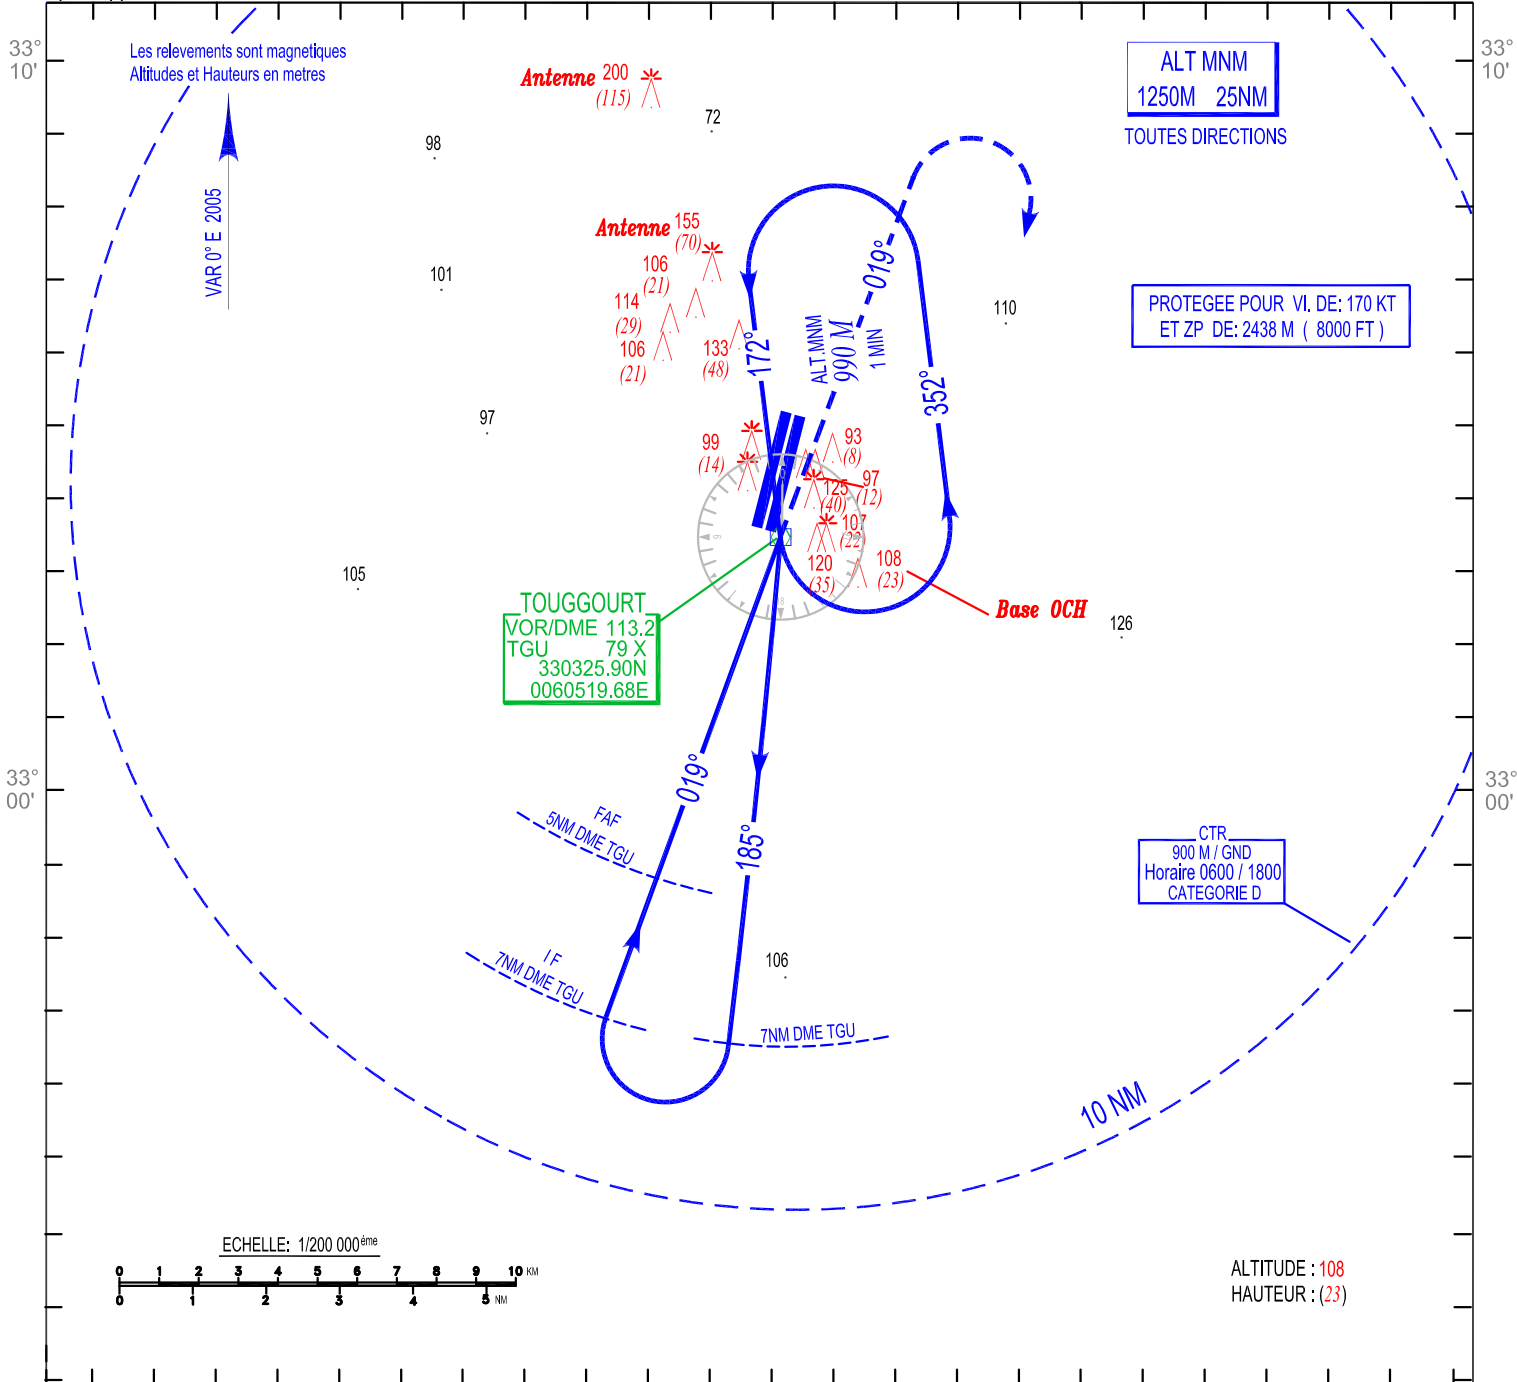 33°
10'
Les relevements sont magnetiques
Altitudes et Hauteurs en metres
VAR 0° E 2005
Antenne 200
(115)
72
98
ALT MNM
1250M 25NM
TOUTES DIRECTIONS
33°
10'
Antenne 155
(70)
106
(21)
101
114
(29)
106
(21)
133
(48)
172°
ALT.MNM
990 M
1 MIN
019°
352°
110
PROTEGEE POUR VI. DE: 170 KT
ET ZP DE: 2438 M ( 8000 FT )
97
99
(14)
93
(8)
97
(12)
125
(40)
107
(22)
120
(35)
108
(23)
Base OCH
105
126
TOUGGOURT
VOR/DME 113.2
TGU 79 X
330325.90N
0060519.68E
33°
00'
019°
185°
FAF
5NM DME TGU
I F
7NM DME TGU
106
7NM DME TGU
33°
00'
CTR
900 M / GND
Horaire 0600 / 1800
CATEGORIE D
10 NM
ECHELLE: 1/200 000éme
0 1 2 3 4 5 6 7 8 9 10 KM
0 1 2 3 4 5 NM
ALTITUDE : 108
HAUTEUR : (23)